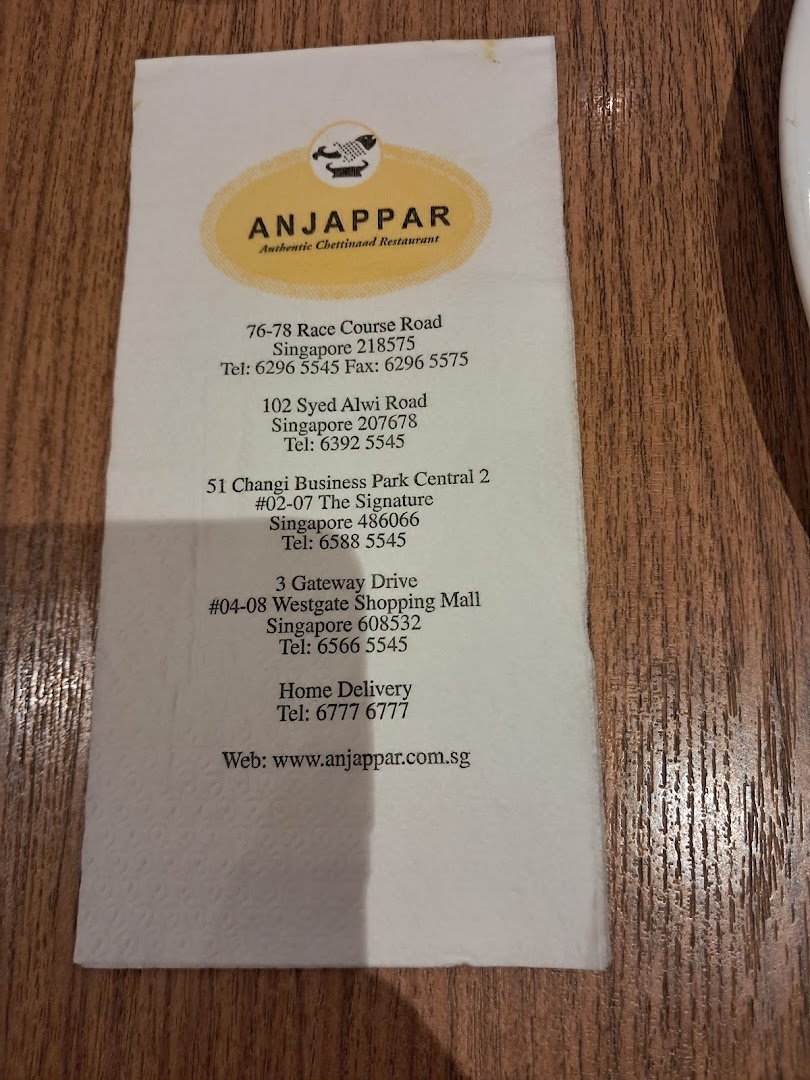 ANJAPPAR
Authentic Chettinaad Restaurant
76-78 Race Course Road
Singapore 218575
Tel: 6296 5545 Fax: 6296 5575
102 Syed Alwi Road
Singapore 207678
Tel: 6392 5545
51 Changi Business Park Central 2
#02-07 The Signature
Singapore 486066
Tel: 6588 5545
3 Gateway Drive
#04-08 Westgate Shopping Mall
Singapore 608532
Tel: 6566 5545
Home Delivery
Tel: 6777 6777
Web: www.anjappar.com.sg